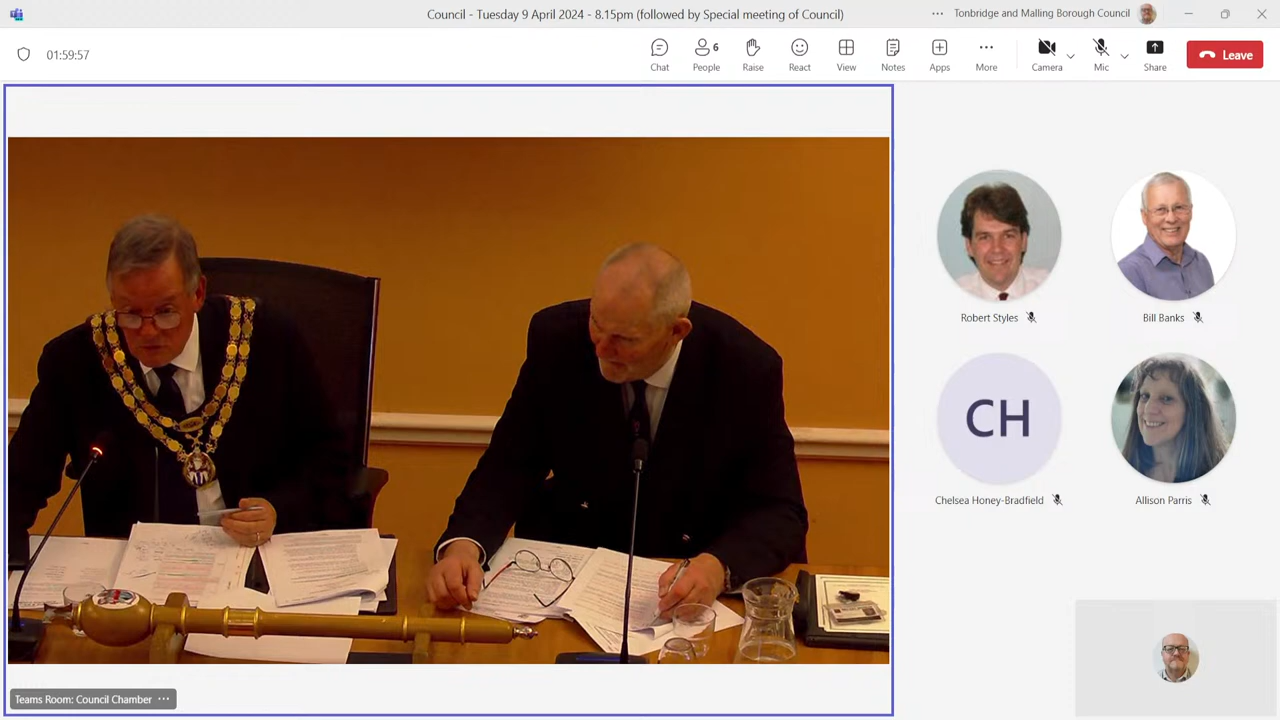 Council - Tuesday 9 April 2024 - 8.15pm (followed by Special meeting of Council)
Tonbridge and Malling Borough Council
01:59:57
Chat
People
6
Raise
React
View
Notes
Apps
More
Camera
Mic
Share
Leave
Robert Styles
Bill Banks
CH
Chelsea Honey-Bradfield
Allison Parris
Teams Room: Council Chamber